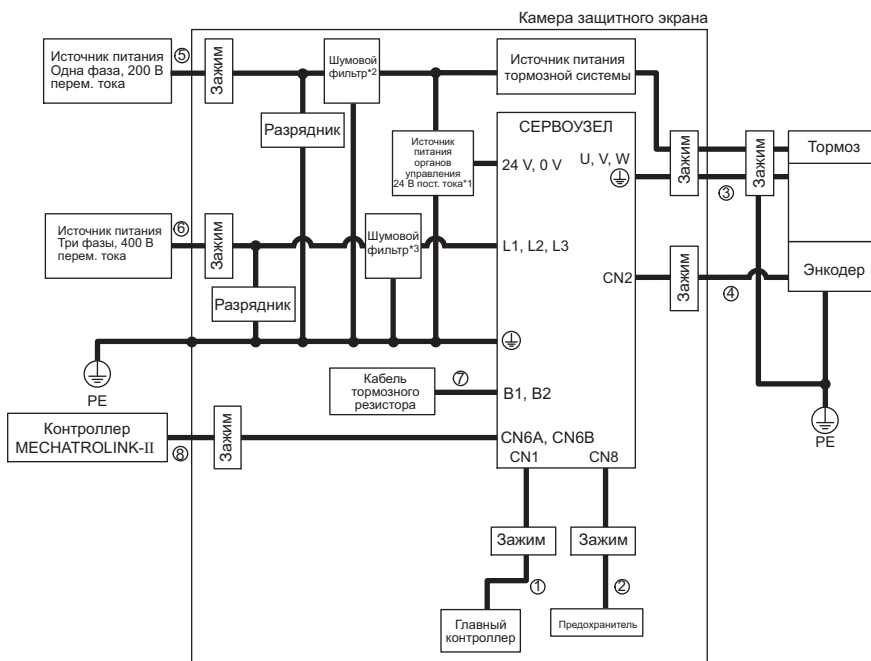 Камера защитного экрана
Источник питания
Одна фаза, 200 В
перем. тока
⑤
Зажим
Шумовой
фильтр*2
Источник питания
тормозной системы
Разрядник
Источник
питания
органов
управления
24 В пост. тока*1
СЕРВОУЗЕЛ
24 V, 0 V
U, V, W
Зажим
③
Зажим
Тормоз
Источник питания
Три фазы, 400 В
перем. тока
⑥
Зажим
Шумовой
фильтр*3
L1, L2, L3
Разрядник
CN2
Зажим
④
Энкодер
PE
Кабель
тормозного
резистора
⑦
B1, B2
PE
Контроллер
MECHATROLINK-II
⑧
Зажим
CN6A, CN6B
CN1
CN8
Зажим
Зажим
①
②
Главный
контроллер
Предохранитель